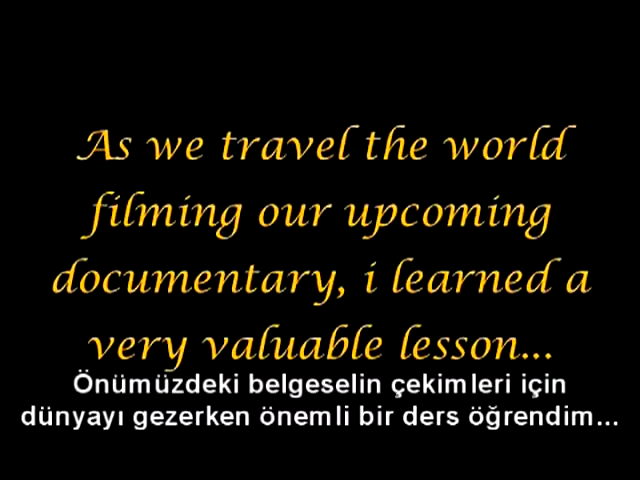 As we travel the world
filming our upcoming
documentary, i learned a
very valuable lesson...
Önümüzdeki belgeselin çekimleri için
dünyayı gezerken önemli bir ders öğrendim...